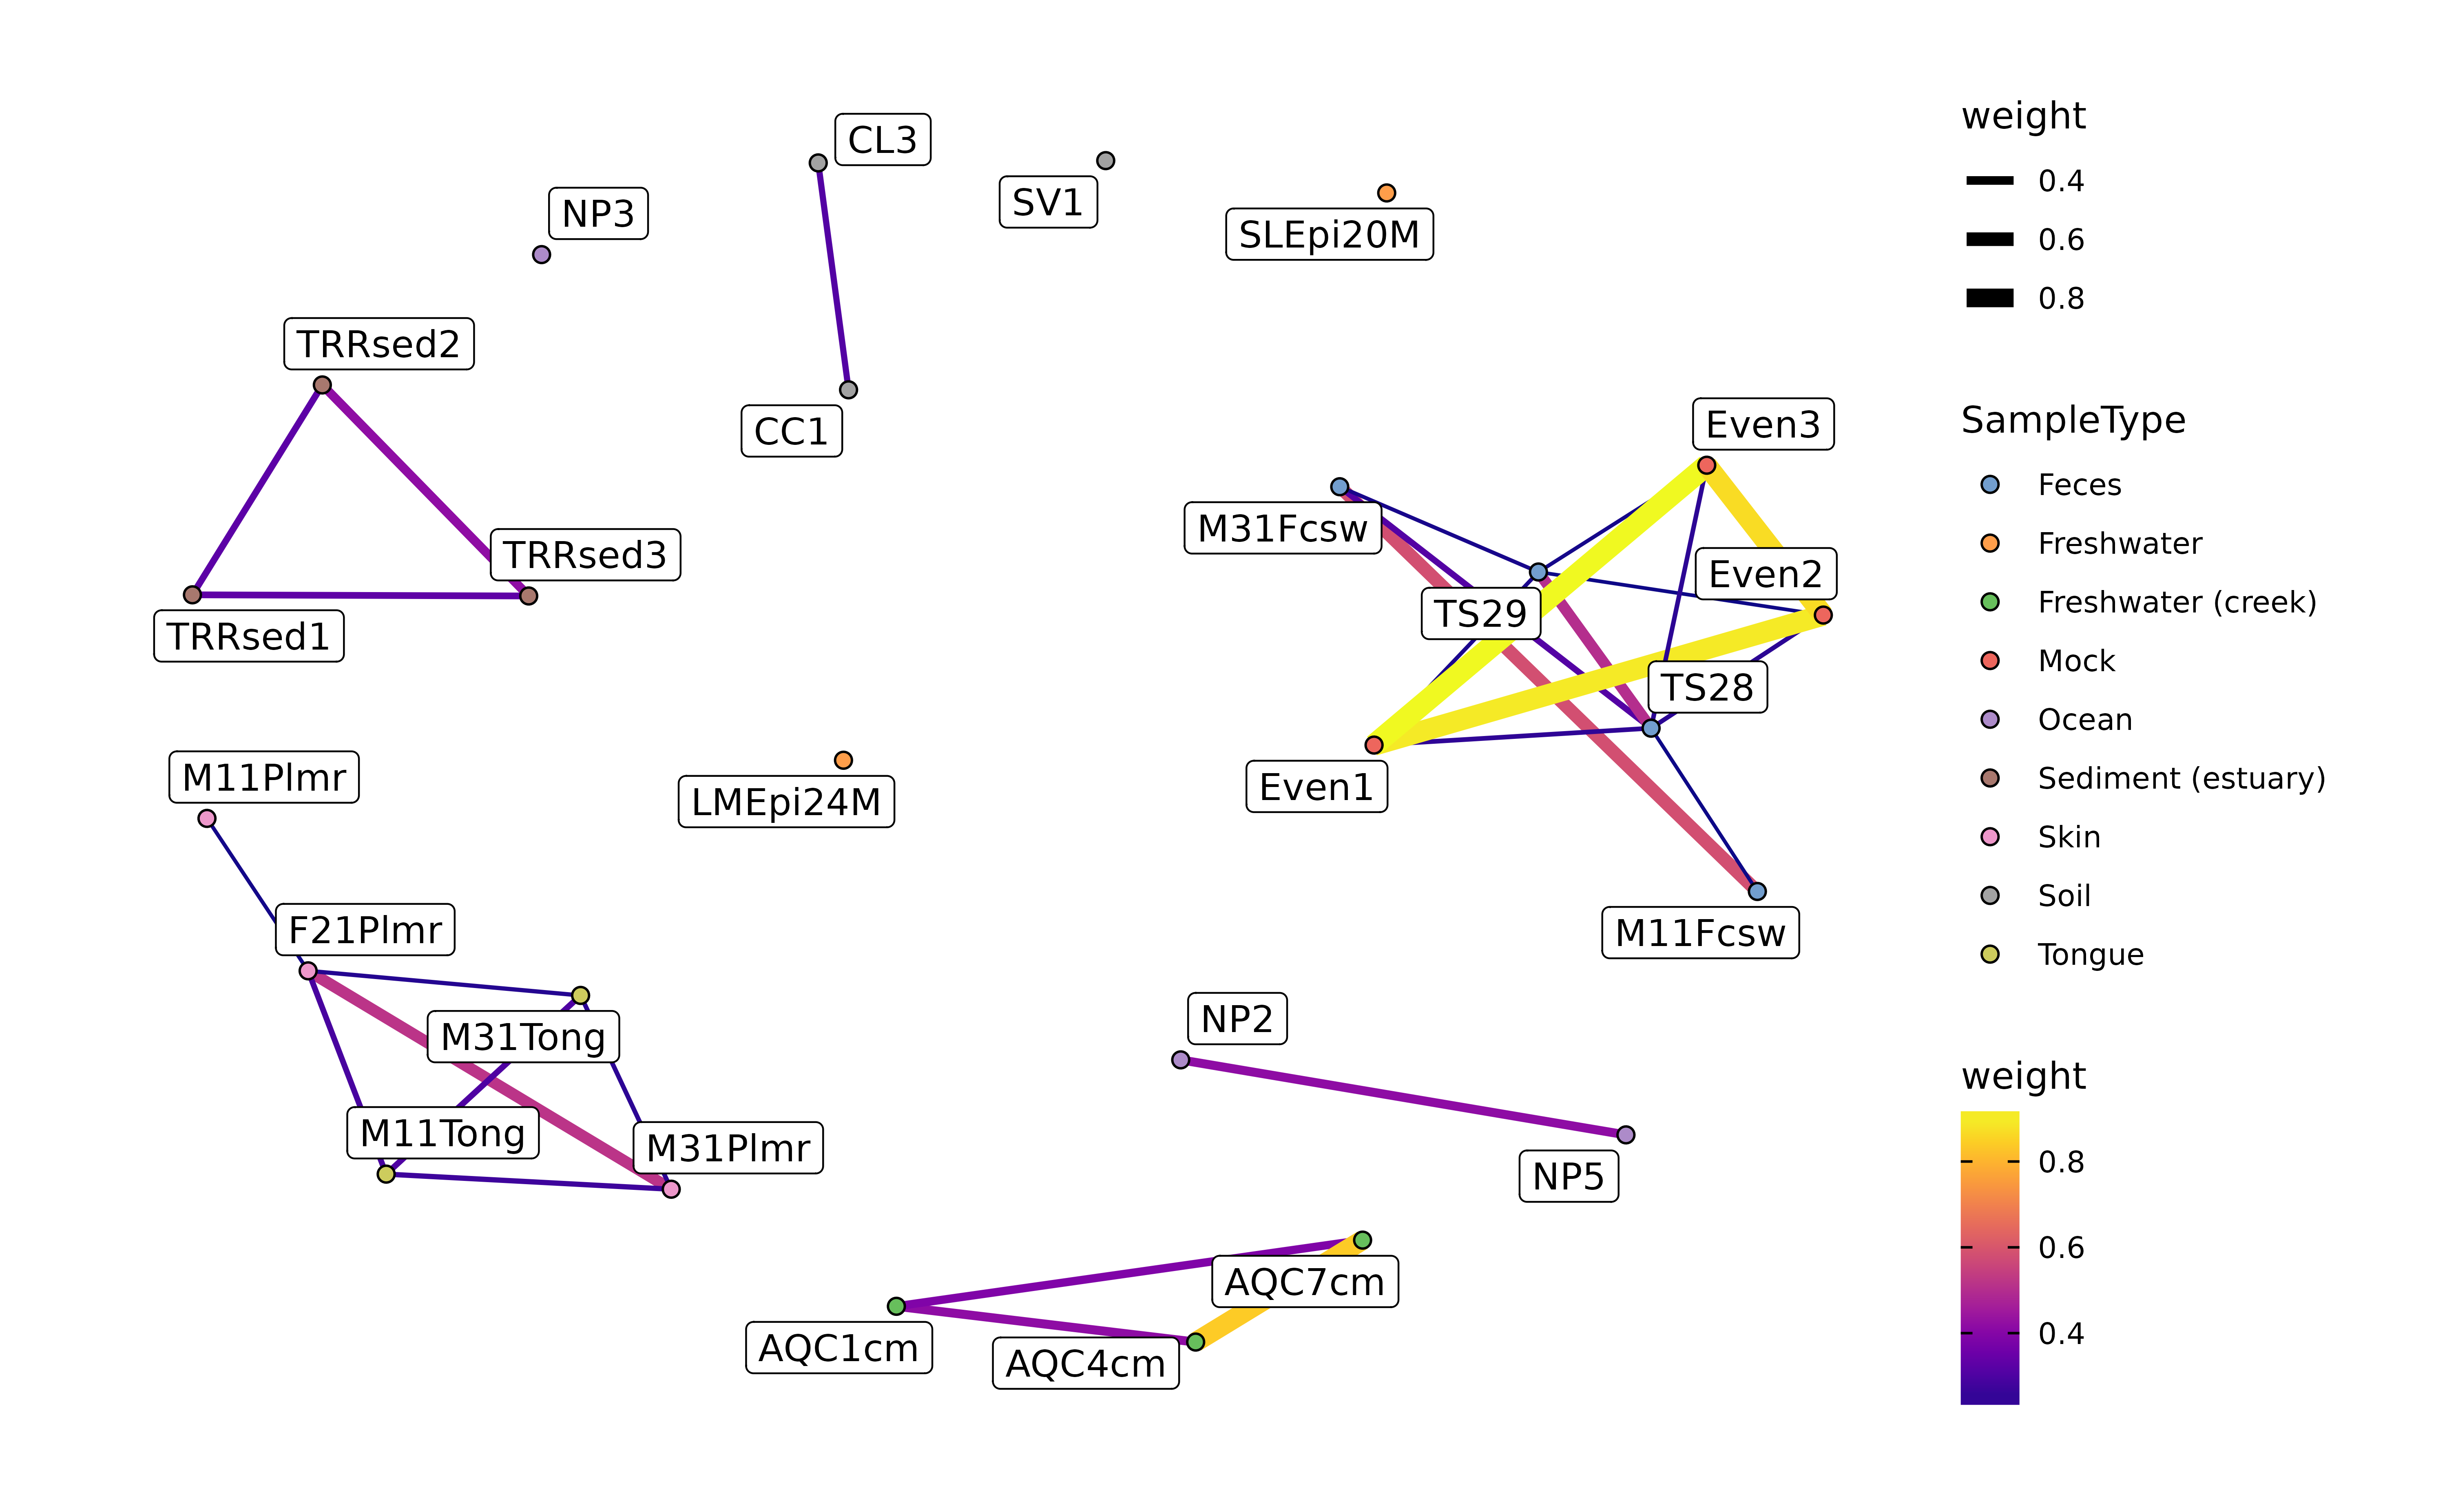 CL3
NP3
SV1
SLEpi20M
TRRsed2
CC1
Even3
M31Fcsw
TRRsed3
Even2
TRRsed1
TS29
TS28
M11Plmr
LMEpi24M
Even1
F21Plmr
M11Fcsw
M31Tong
NP2
M11Tong
M31Plmr
NP5
AQC7cm
AQC1cm
AQC4cm
weight
0.4
0.6
0.8
SampleType
Feces
Freshwater
Freshwater (creek)
Mock
Ocean
Sediment (estuary)
Skin
Soil
Tongue
weight
0.8
0.6
0.4